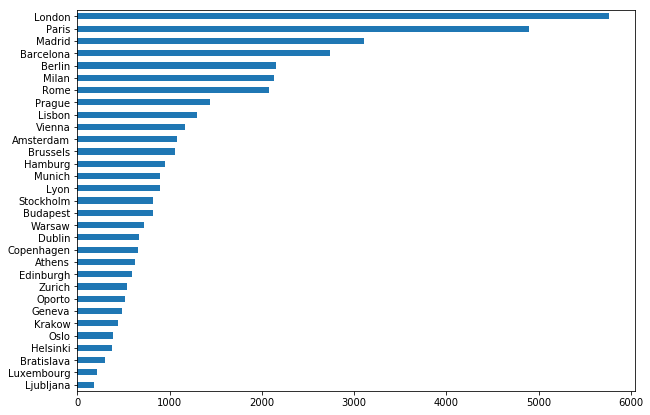 London
Paris
Madrid
Barcelona
Berlin
Milan
Rome
Prague
Lisbon
Vienna
Amsterdam
Brussels
Hamburg
Munich
Lyon
Stockholm
Budapest
Warsaw
Dublin
Copenhagen
Athens
Edinburgh
Zurich
Oporto
Geneva
Krakow
Oslo
Helsinki
Bratislava
Luxembourg
Ljubljana
0 1000 2000 3000 4000 5000 6000